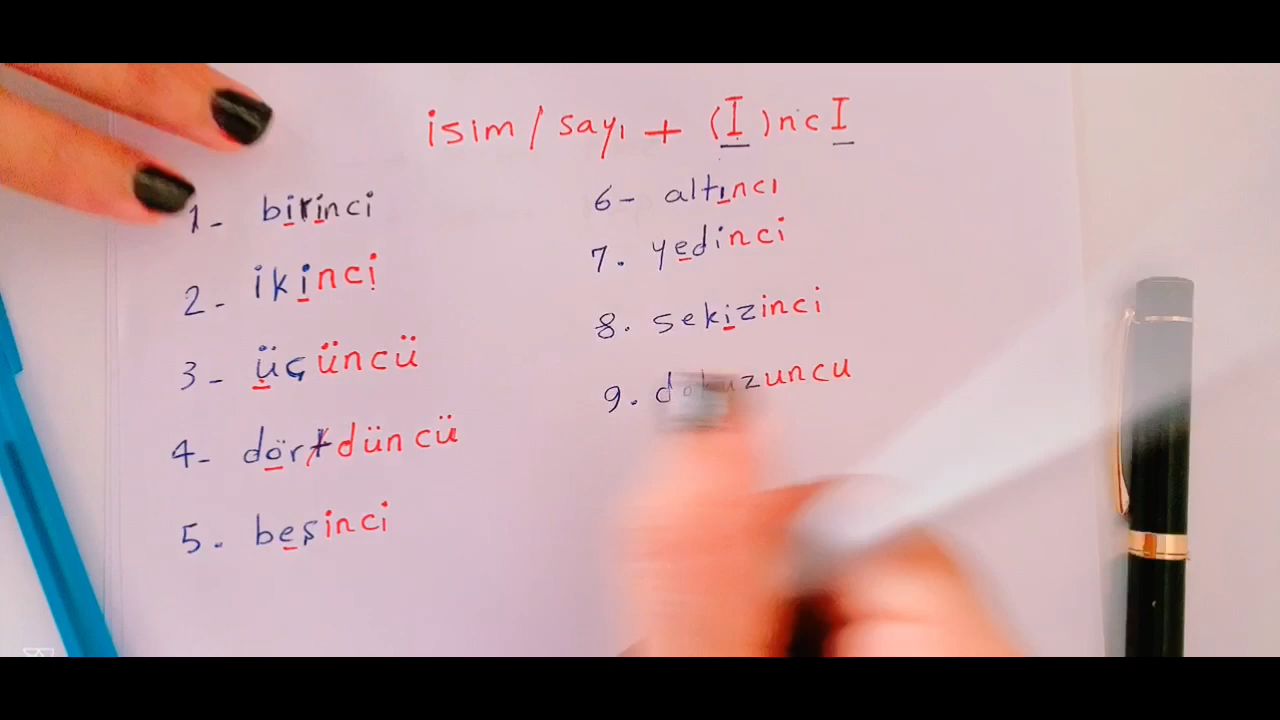 isim / sayı + (I)ncI
1- birinci
2- ikinci
3- üçüncü
4- dörtdüncü
5. beşinci
6- altıncı
7. yedinci
8. sekizinci
9. dokuzuncu